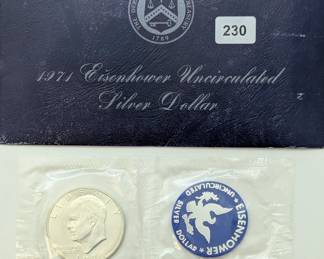 1789
230
1971 Eisenhower Uncirculated
Silver Dollar
EISENHOWER
UNCIRCULATED
SILVER DOLLAR